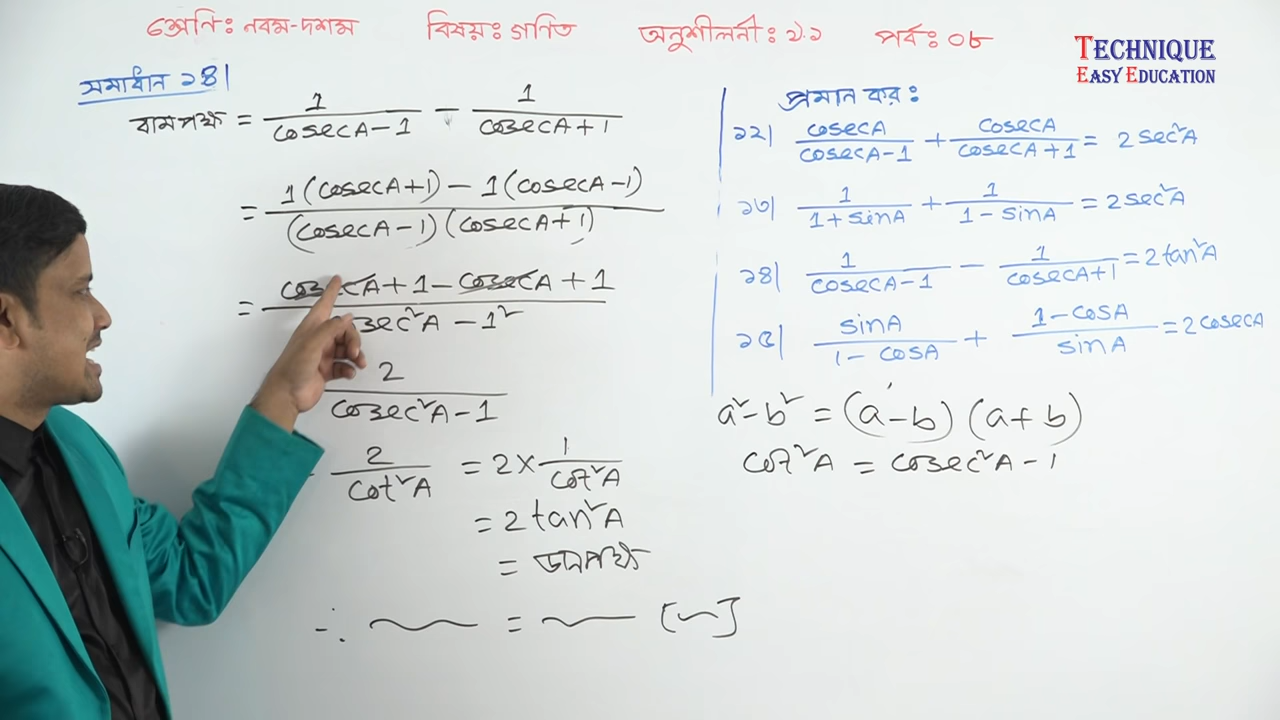 শ্রেণি: নবম-দশম বিষয়: গণিত অনুশীলনী: ৯.১ পর্ব: ০৮
TECHNIQUE
EASY EDUCATION
সমাধান ১৪|
বামপক্ষ = 1/(cosecA-1) - 1/(cosecA+1)
= (1(cosecA+1) - 1(cosecA-1))/((cosecA-1)(cosecA+1))
= (cosecA+1-cosecA+1)/(cosec²A-1²)
2/(cosec²A-1)
= 2/cot²A = 2×1/cot²A
= 2tan²A
= ডানপক্ষ
∴ = [ ]
প্রমান কর:
১২| cosecA/(cosecA-1) + cosecA/(cosecA+1) = 2sec²A
১৩| 1/(1+sinA) + 1/(1-sinA) = 2sec²A
১৪| 1/(cosecA-1) - 1/(cosecA+1) = 2tan²A
১৫| sinA/(1-cosA) + (1-cosA)/sinA = 2cosecA
a²-b² = (a-b)(a+b)
cot²A = cosec²A-1